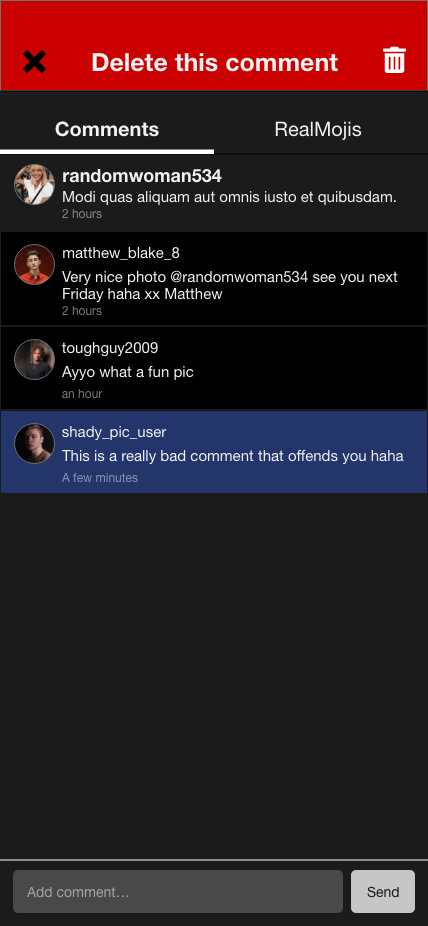 Delete this comment
Comments
RealMojis
randomwoman534
Modi quas aliquam aut omnis iusto et quibusdam.
2 hours
matthew_blake_8
Very nice photo @randomwoman534 see you next
Friday haha xx Matthew
2 hours
toughguy2009
Ayyo what a fun pic
an hour
shady_pic_user
This is a really bad comment that offends you haha
A few minutes
Add comment...
Send